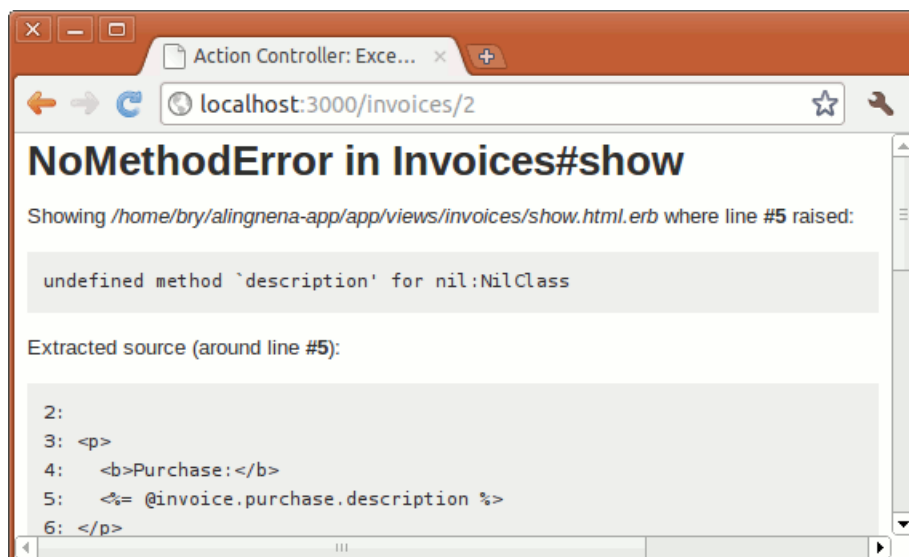 Action Controller: Exce...
localhost:3000/invoices/2
NoMethodError in Invoices#show
Showing /home/bry/alingnena-app/app/views/invoices/show.html.erb where line #5 raised:
undefined method `description' for nil:NilClass
Extracted source (around line #5):
2:
3: <p>
4:   <b>Purchase:</b>
5:   <%= @invoice.purchase.description %>
6: </p>